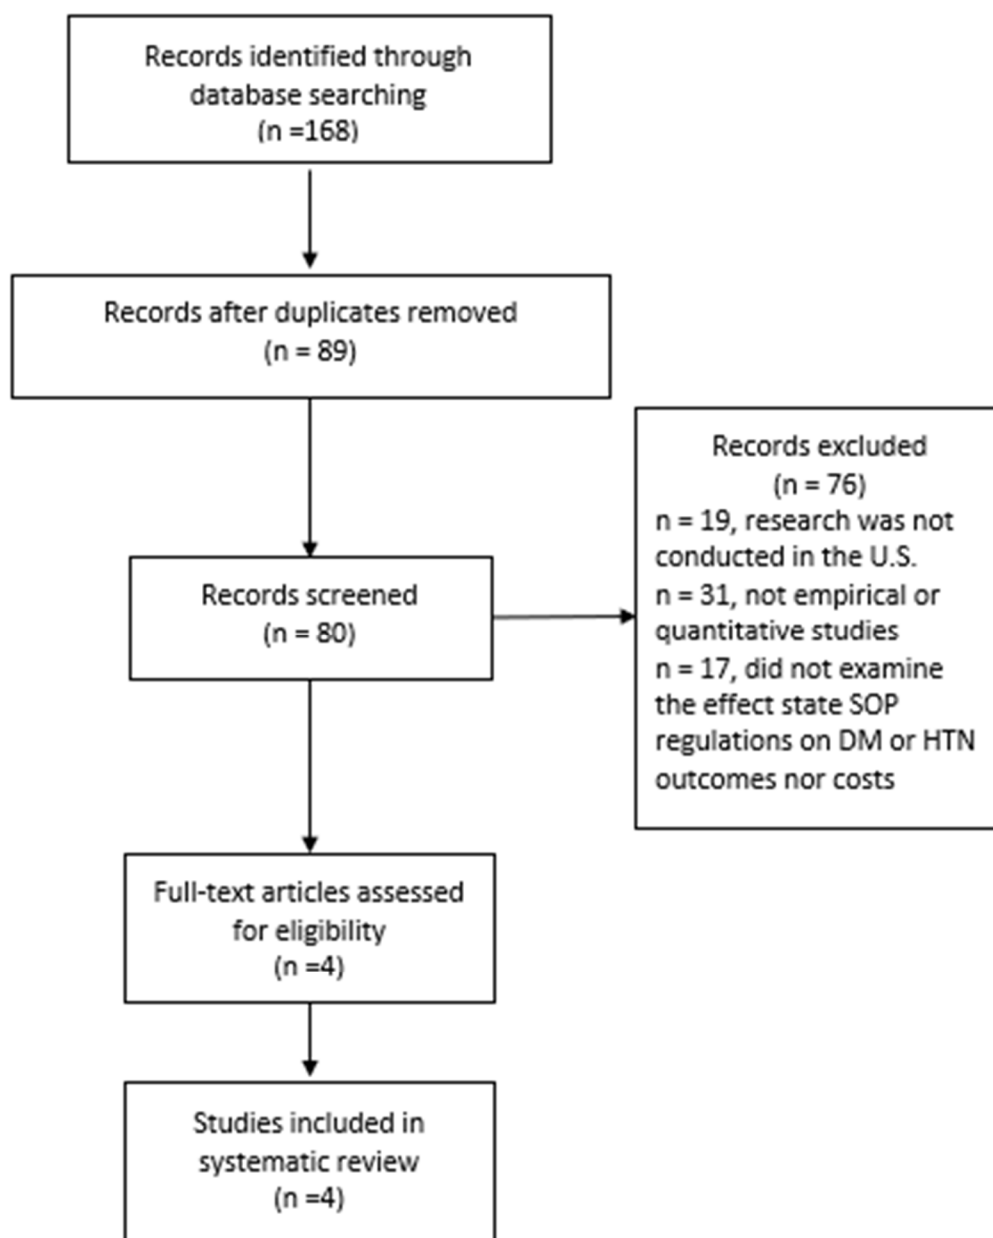 Records identified through
database searching
(n =168)
Records after duplicates removed
(n = 89)
Records excluded
(n = 76)
n = 19, research was not
conducted in the U.S.
n = 31, not empirical or
quantitative studies
n = 17, did not examine
the effect state SOP
regulations on DM or HTN
outcomes nor costs
Records screened
(n = 80)
Full-text articles assessed
for eligibility
(n =4)
Studies included in
systematic review
(n =4)